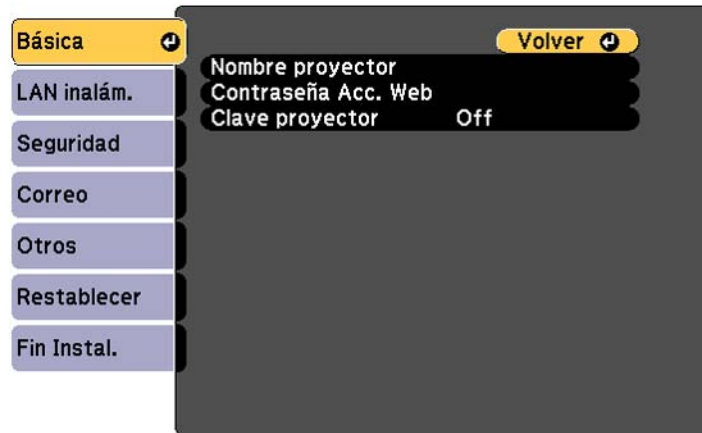 Básica
LAN inalám.
Seguridad
Correo
Otros
Restablecer
Fin Instal.
Volver
Nombre proyector
Contraseña Acc. Web
Clave proyector Off